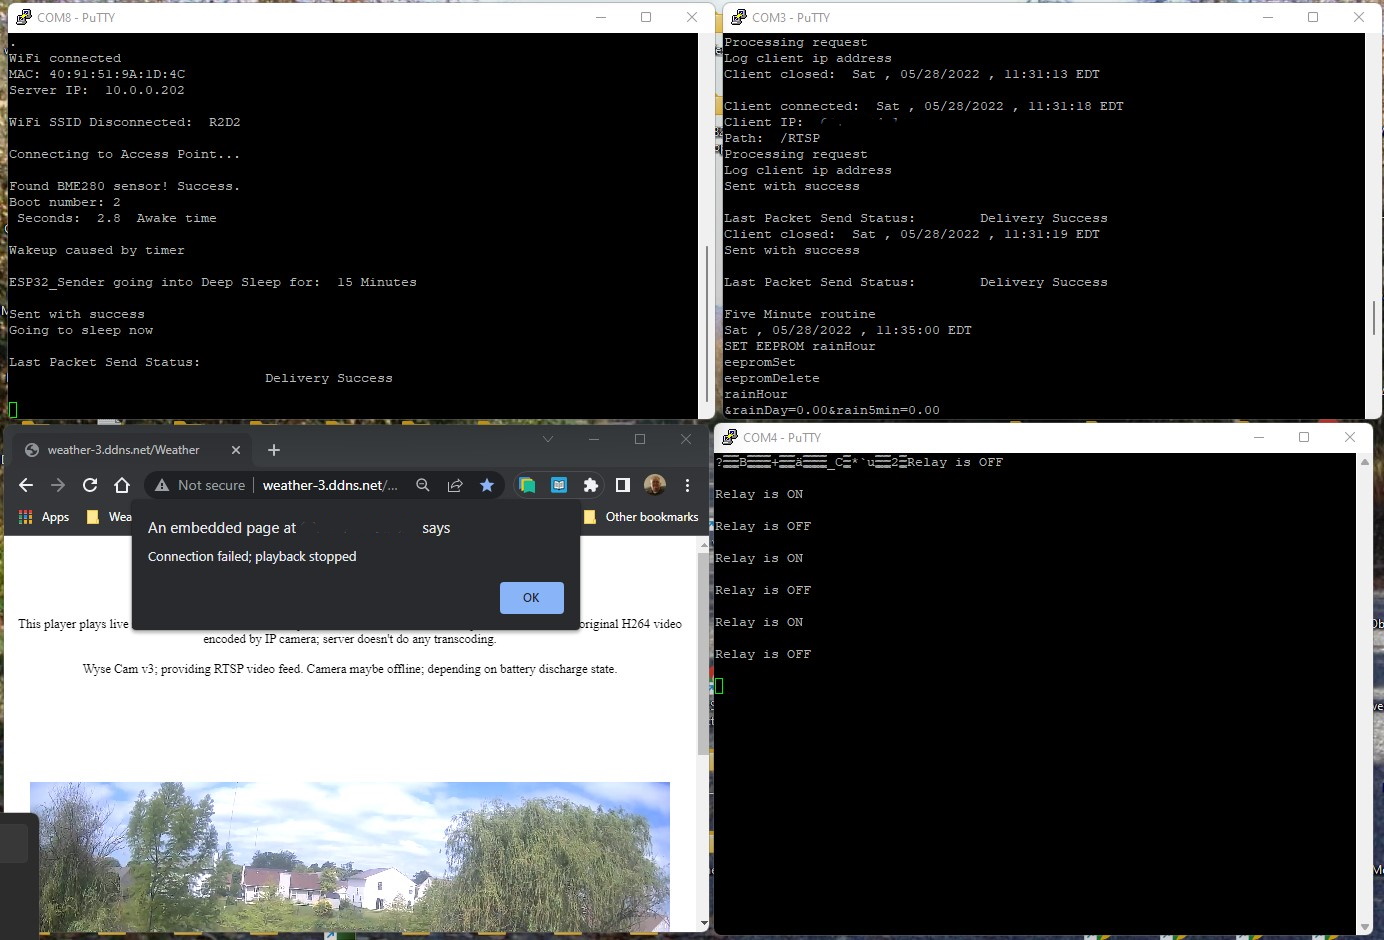 COM8 - PuTTY
.
WiFi connected
MAC: 40:91:51:9A:1D:4C
Server IP:  10.0.0.202
WiFi SSID Disconnected:  R2D2
Connecting to Access Point...
Found BME280 sensor! Success.
Boot number: 2
Seconds:  2.8  Awake time
Wakeup caused by timer
ESP32_Sender going into Deep Sleep for:  15 Minutes
Sent with success
Going to sleep now
Last Packet Send Status:
Delivery Success
COM3 - PuTTY
Processing request
Log client ip address
Client closed:  Sat , 05/28/2022 , 11:31:13 EDT
Client connected:  Sat , 05/28/2022 , 11:31:18 EDT
Client IP:
Path:  /RTSP
Processing request
Log client ip address
Sent with success
Last Packet Send Status:        Delivery Success
Client closed:  Sat , 05/28/2022 , 11:31:19 EDT
Sent with success
Last Packet Send Status:        Delivery Success
Five Minute routine
Sat , 05/28/2022 , 11:35:00 EDT
SET EEPROM rainHour
eepromSet
eepromDelete
rainHour
&rainDay=0.00&rain5min=0.00
weather-3.ddns.net/Weather
Not secure
weather-3.ddns.net/...
Apps
Wea
Other bookmarks
An embedded page at says
Connection failed; playback stopped
OK
This player plays live original H264 video
encoded by IP camera; server doesn't do any transcoding.
Wyse Cam v3; providing RTSP video feed. Camera maybe offline; depending on battery discharge state.
COM4 - PuTTY
Relay is OFF
Relay is ON
Relay is OFF
Relay is ON
Relay is OFF
Relay is ON
Relay is OFF